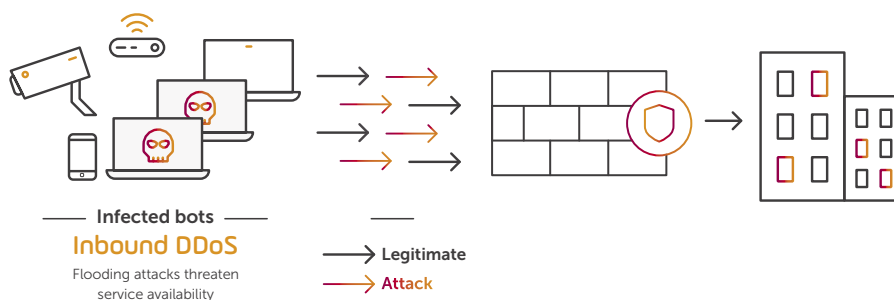 Infected bots
Inbound DDoS
Flooding attacks threaten
service availability
Legitimate
Attack